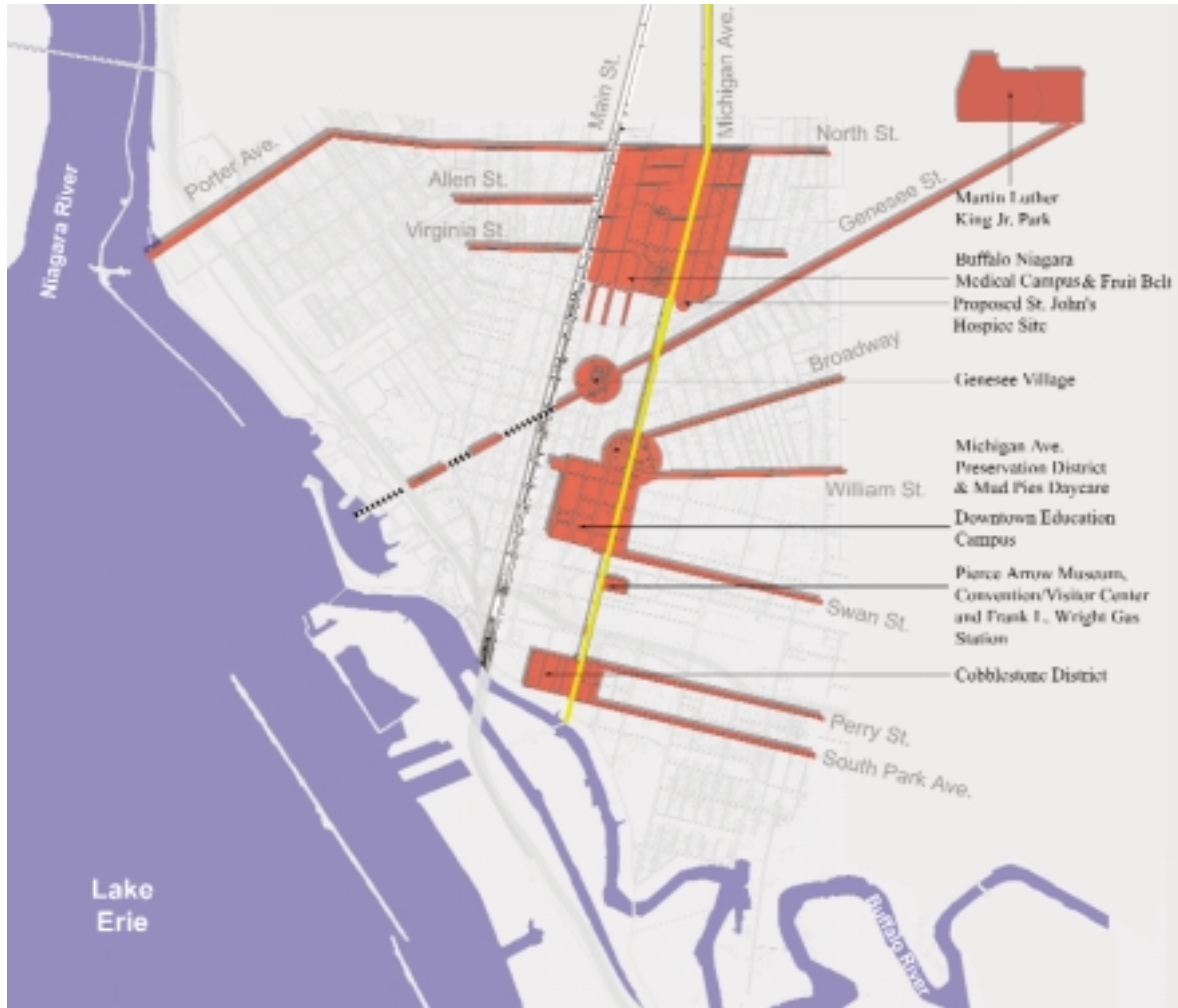 Michigan Ave.
Main St.
North St.
Porter Ave.
Allen St.
Genesee St.
Martin Luther
King Jr. Park
Virginia St.
Niagara River
Buffalo Niagara
Medical Campus & Fruit Belt
Proposed St. John's
Hospice Site
Broadway
Genesee Village
Michigan Ave.
Preservation District
& Mud Pies Daycare
William St.
Downtown Education
Campus
Pierce Arrow Museum,
Convention/Visitor Center
and Frank L. Wright Gas
Station
Swan St.
Cobblestone District
Perry St.
South Park Ave.
Lake
Erie
Buffalo River